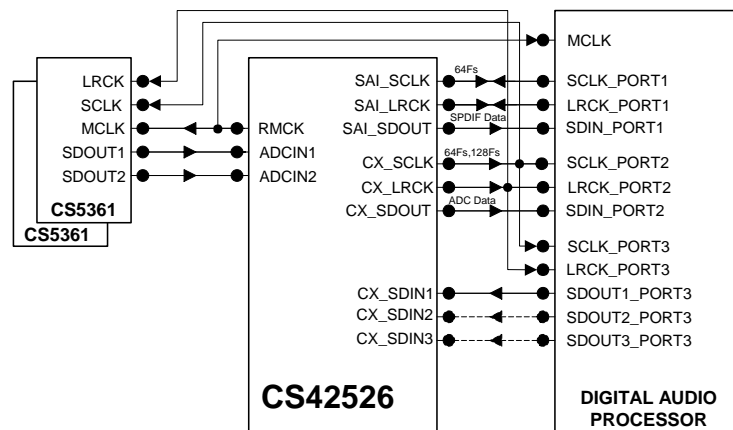 LRCK
SCLK
MCLK
SDOUT1
SDOUT2
CS5361
CS5361
RMCK
ADCIN1
ADCIN2
SAI_SCLK
SAI_LRCK
SAI_SDOUT
CX_SCLK
CX_LRCK
CX_SDOUT
CX_SDIN1
CX_SDIN2
CX_SDIN3
CS42526
64Fs
SPDIF Data
64Fs,128Fs
ADC Data
MCLK
SCLK_PORT1
LRCK_PORT1
SDIN_PORT1
SCLK_PORT2
LRCK_PORT2
SDIN_PORT2
SCLK_PORT3
LRCK_PORT3
SDOUT1_PORT3
SDOUT2_PORT3
SDOUT3_PORT3
DIGITAL AUDIO
PROCESSOR